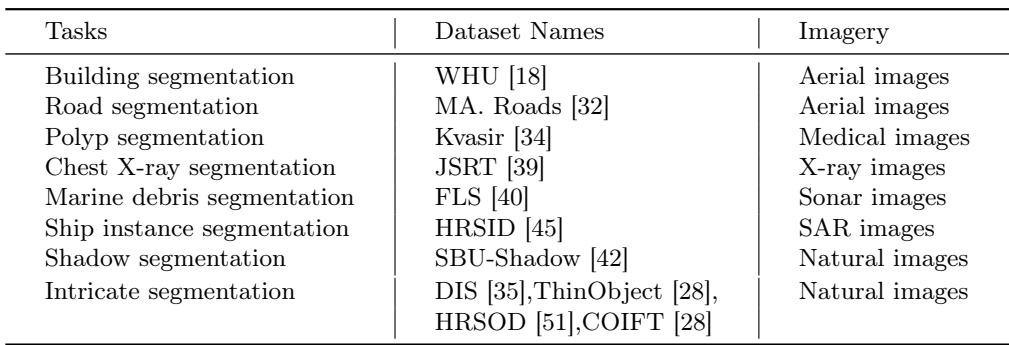 Tasks Dataset Names Imagery
Building segmentation WHU [18] Aerial images
Road segmentation MA. Roads [32] Aerial images
Polyp segmentation Kvasir [34] Medical images
Chest X-ray segmentation JSRT [39] X-ray images
Marine debris segmentation FLS [40] Sonar images
Ship instance segmentation HRSID [45] SAR images
Shadow segmentation SBU-Shadow [42] Natural images
Intricate segmentation DIS [35],ThinObject [28], Natural images
HRSOD [51],COIFT [28]